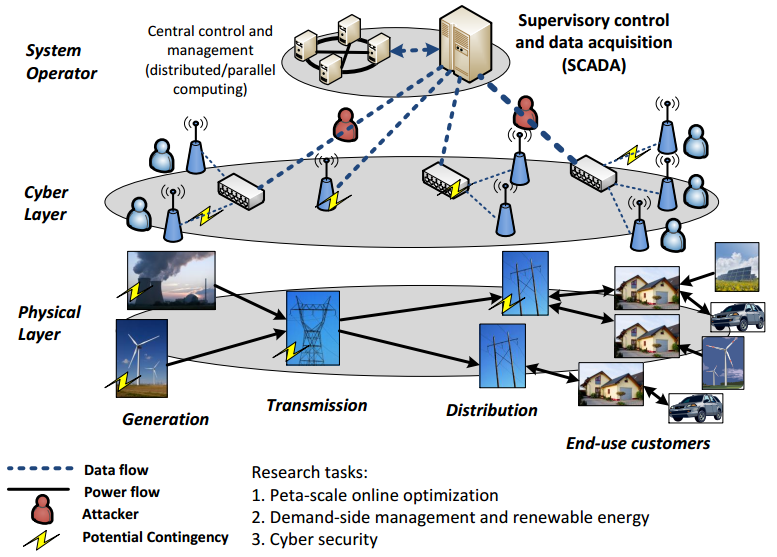 System
Operator
Central control and
management
(distributed/parallel
computing)
Supervisory control
and data acquisition
(SCADA)
Cyber
Layer
Physical
Layer
Generation
Transmission
Distribution
End-use customers
Data flow
Power flow
Attacker
Potential Contingency
Research tasks:
1. Peta-scale online optimization
2. Demand-side management and renewable energy
3. Cyber security